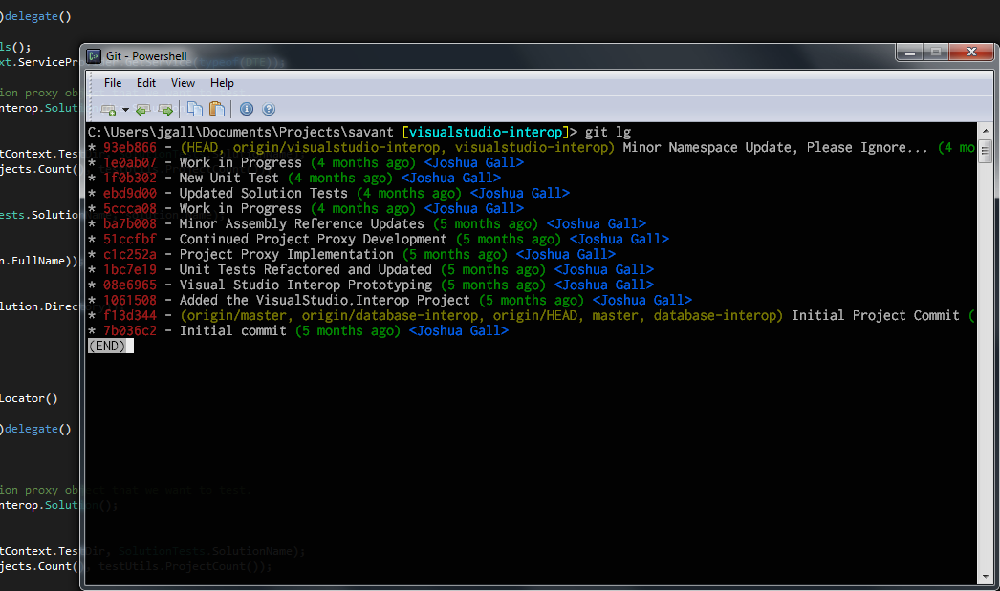 )delegate()
ls();
xt.ServicePro
ion proxy ob
nterop.Solut
tContext.Tes
jects.Count(
ests.Solution
n.FullName))
lution.Direc
Locator()
)delegate()
ion proxy object that we want to test.
nterop.Solution();
tContext.TestDir, SolutionTests.SolutionName);
jects.Count(), testUtils.ProjectCount());
Git - Powershell
File Edit View Help
C:\Users\jgall\Documents\Projects\savant [visualstudio-interop]> git lg
* 93eb866 - (HEAD, origin/visualstudio-interop, visualstudio-interop) Minor Namespace Update, Please Ignore... (4 mo
* 1e0ab07 - Work in Progress (4 months ago) <Joshua Gall>
* 1f0b302 - New Unit Test (4 months ago) <Joshua Gall>
* ebd9d00 - Updated Solution Tests (4 months ago) <Joshua Gall>
* 5ccca08 - Work in Progress (4 months ago) <Joshua Gall>
* ba7b008 - Minor Assembly Reference Updates (5 months ago) <Joshua Gall>
* 51ccfbf - Continued Project Proxy Development (5 months ago) <Joshua Gall>
* c1c252a - Project Proxy Implementation (5 months ago) <Joshua Gall>
* 1bc7e19 - Unit Tests Refactored and Updated (5 months ago) <Joshua Gall>
* 08e6965 - Visual Studio Interop Prototyping (5 months ago) <Joshua Gall>
* 1061508 - Added the VisualStudio.Interop Project (5 months ago) <Joshua Gall>
* f13d344 - (origin/master, origin/database-interop, origin/HEAD, master, database-interop) Initial Project Commit (
* 7b036c2 - Initial commit (5 months ago) <Joshua Gall>
(END)